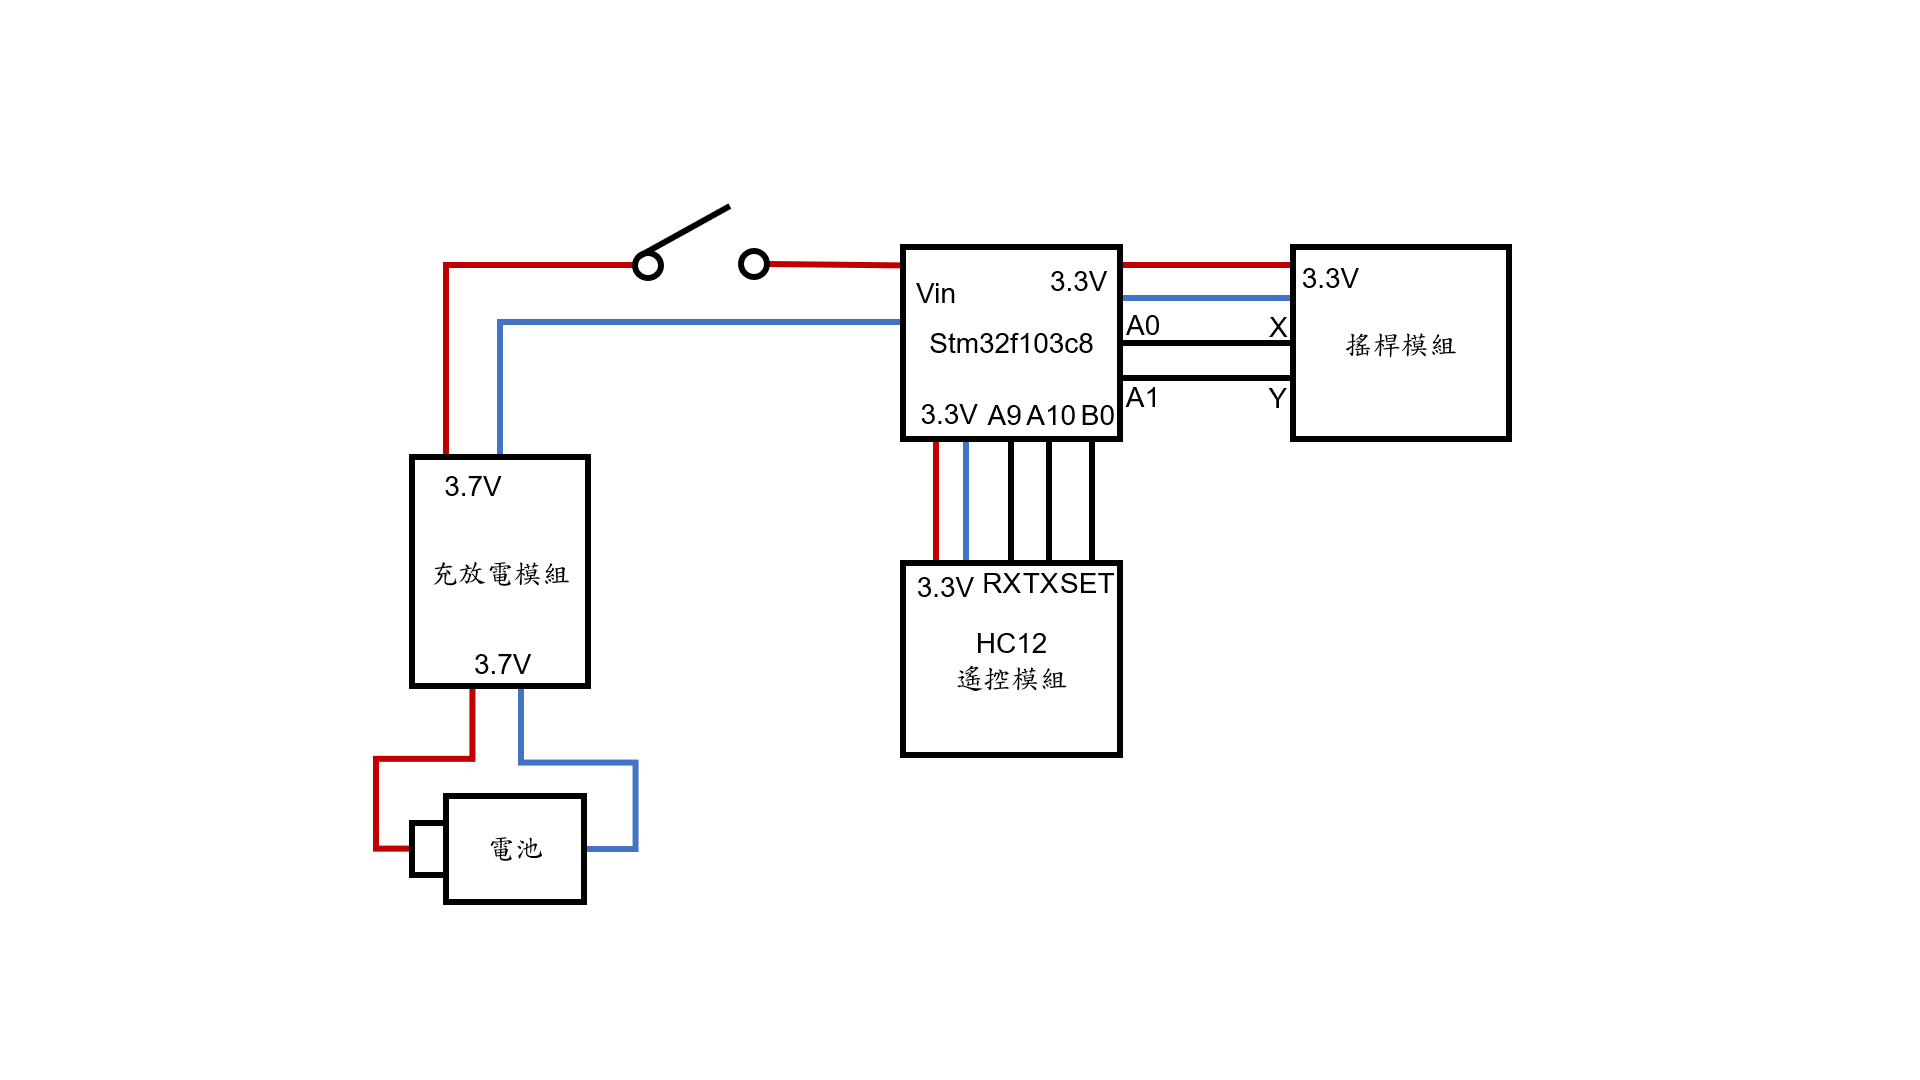 Vin
3.3V
Stm32f103c8
3.3V A9 A10 B0
A0
A1
X
Y
3.3V
搖桿模組
3.7V
充放電模組
3.7V
電池
3.3V RX TX SET
HC12
遙控模組